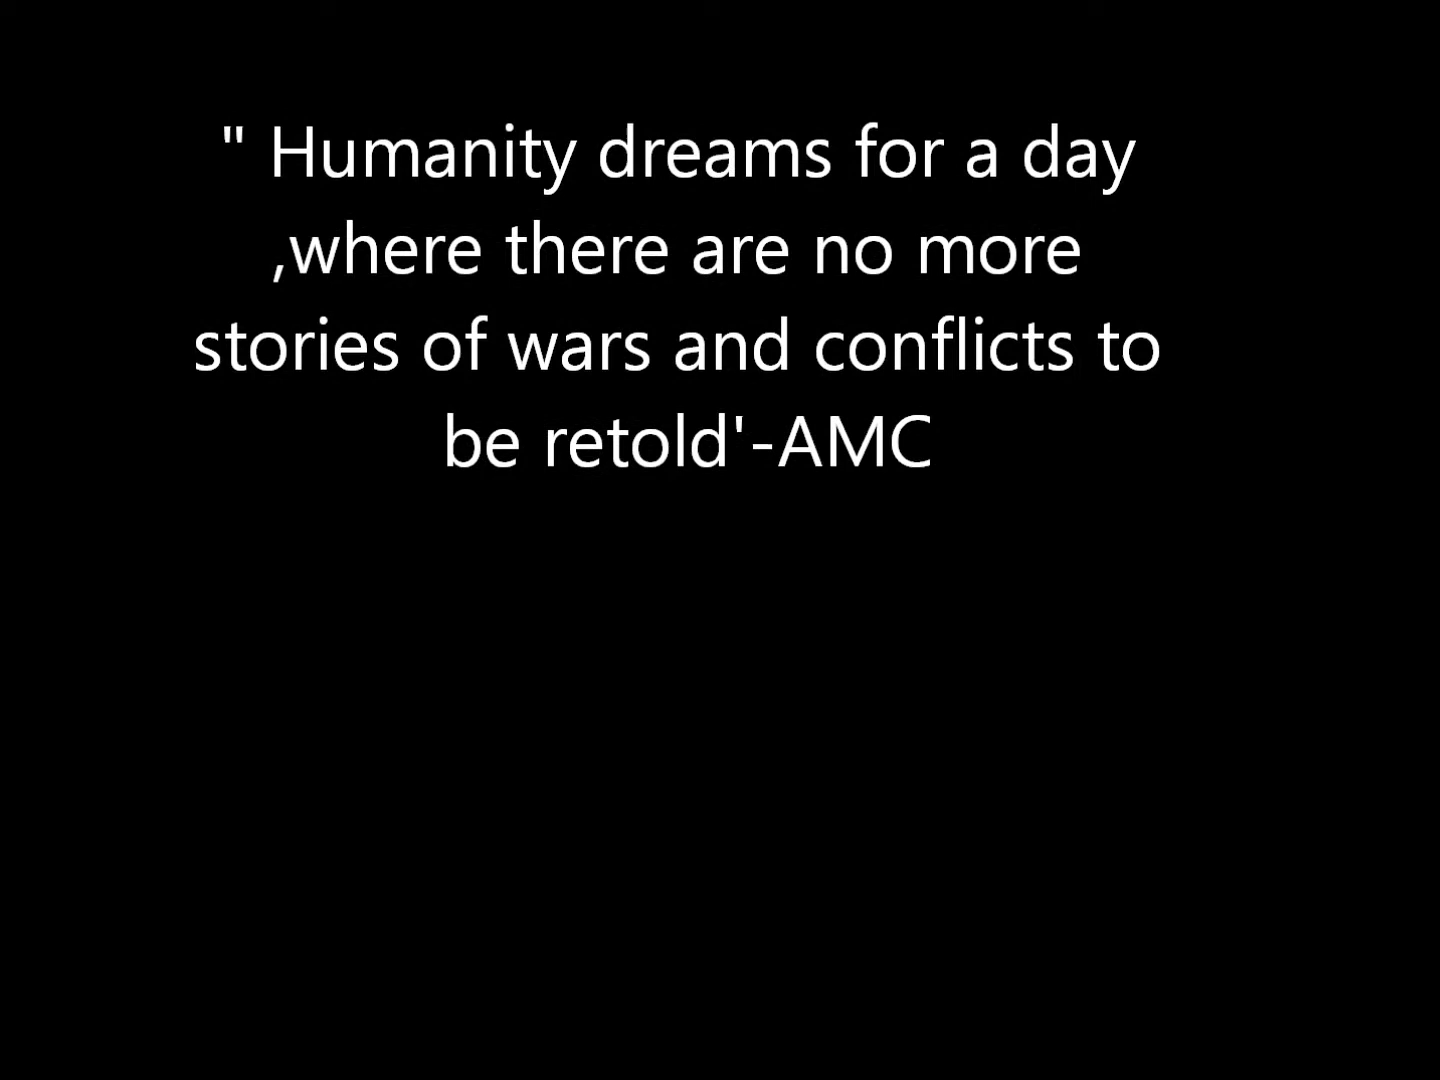 " Humanity dreams for a day
,where there are no more
stories of wars and conflicts to
be retold'-AMC